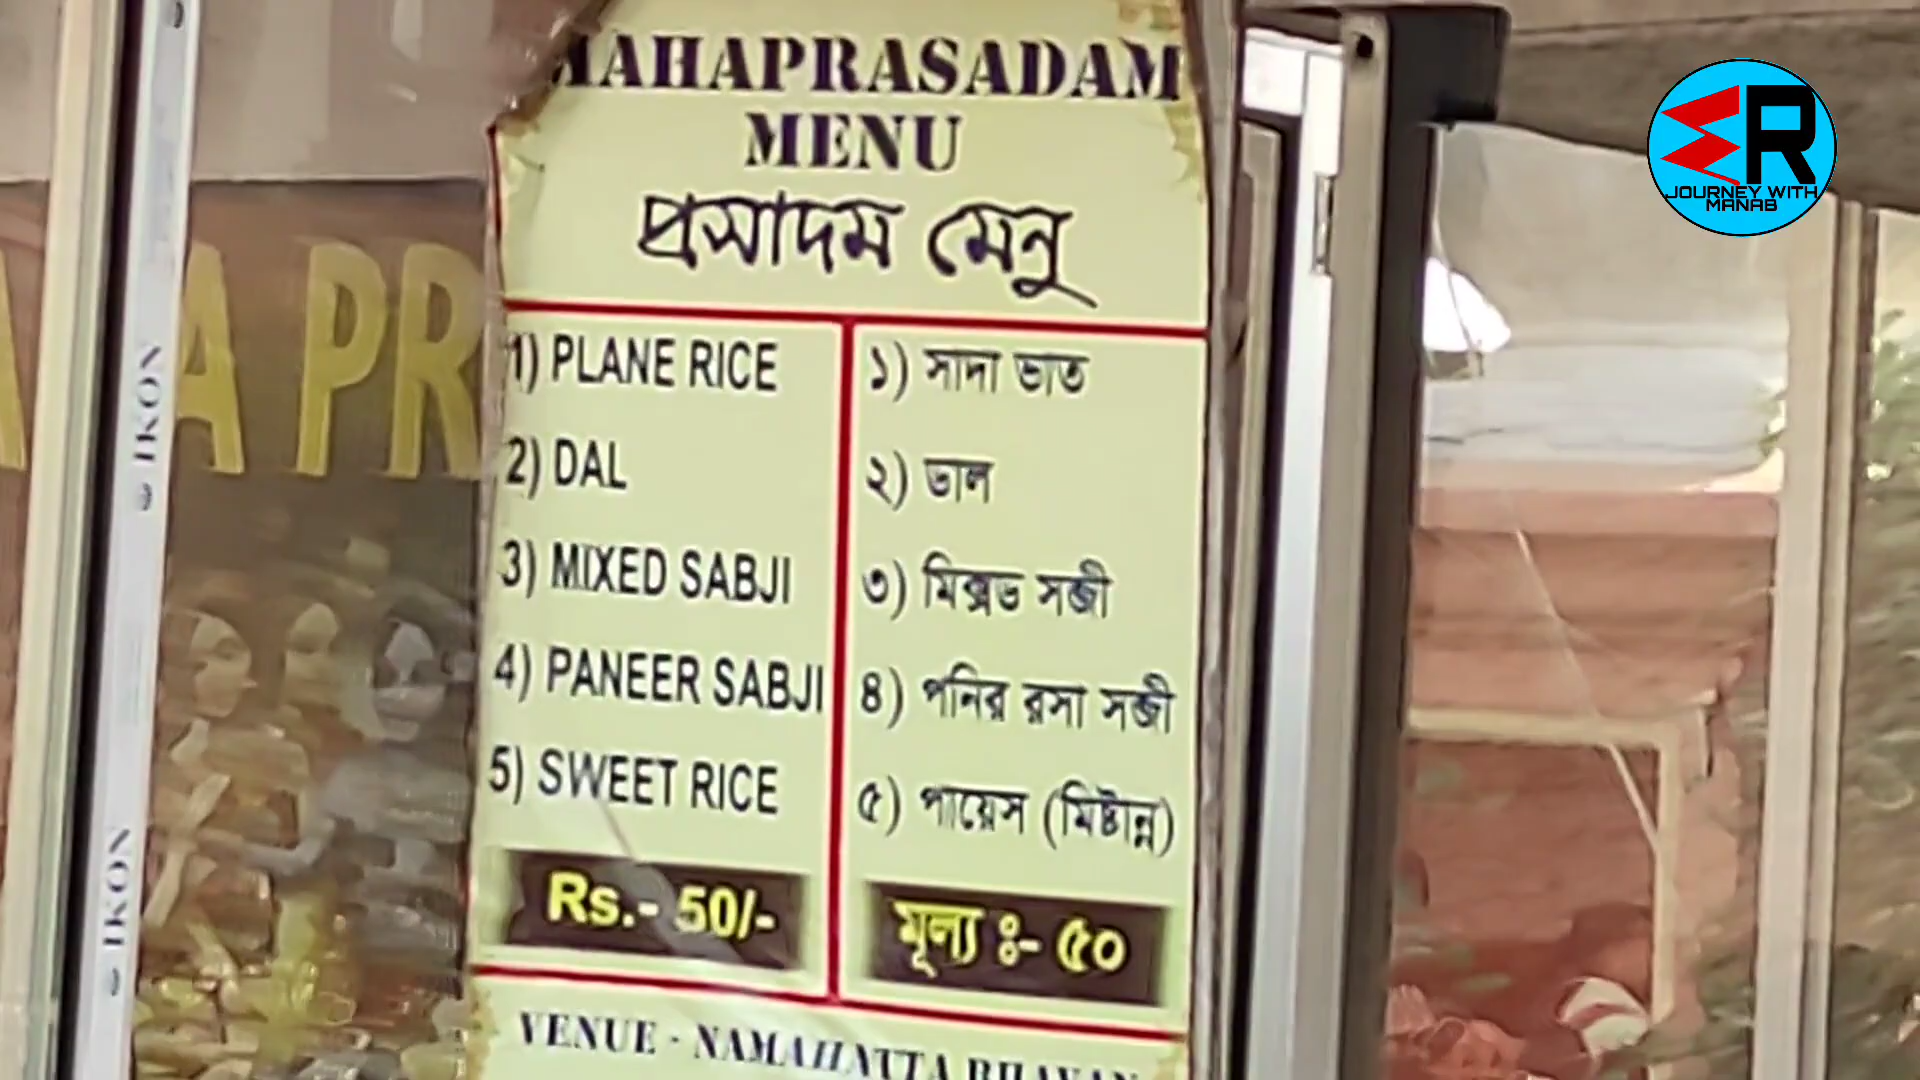 MAHAPRASADAM
MENU
প্রসাদম মেনু
1) PLANE RICE
2) DAL
3) MIXED SABJI
4) PANEER SABJI
5) SWEET RICE
Rs.- 50/-
১) সাদা ভাত
২) ডাল
৩) মিক্সড সব্জী
৪) পনির রসা সব্জী
৫) পায়েস (মিষ্টান্ন)
মূল্য ঃ- ৫০
VENUE - NAMAHATTA BHAVAN
IKON
IKON
A PR
ER
JOURNEY WITH
MANAB